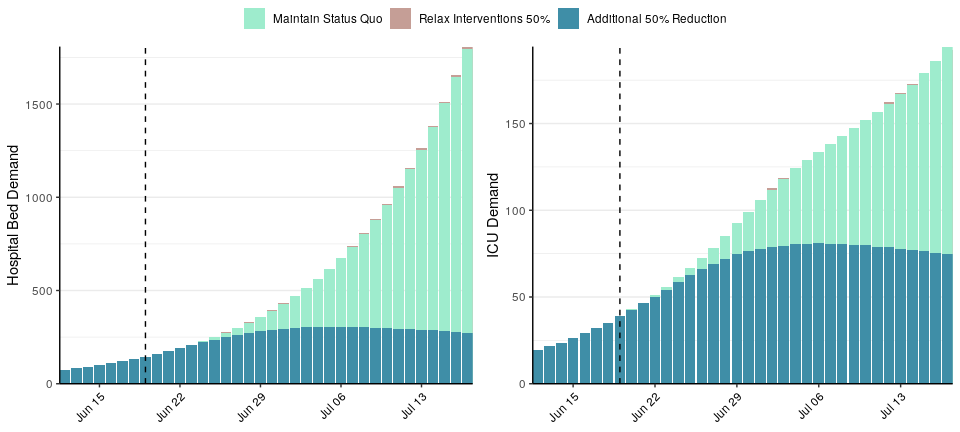 Maintain Status Quo Relax Interventions 50% Additional 50% Reduction
Hospital Bed Demand
1500
1000
500
0
Jun 15 Jun 22 Jun 29 Jul 06 Jul 13
ICU Demand
150
100
50
0
Jun 15 Jun 22 Jun 29 Jul 06 Jul 13